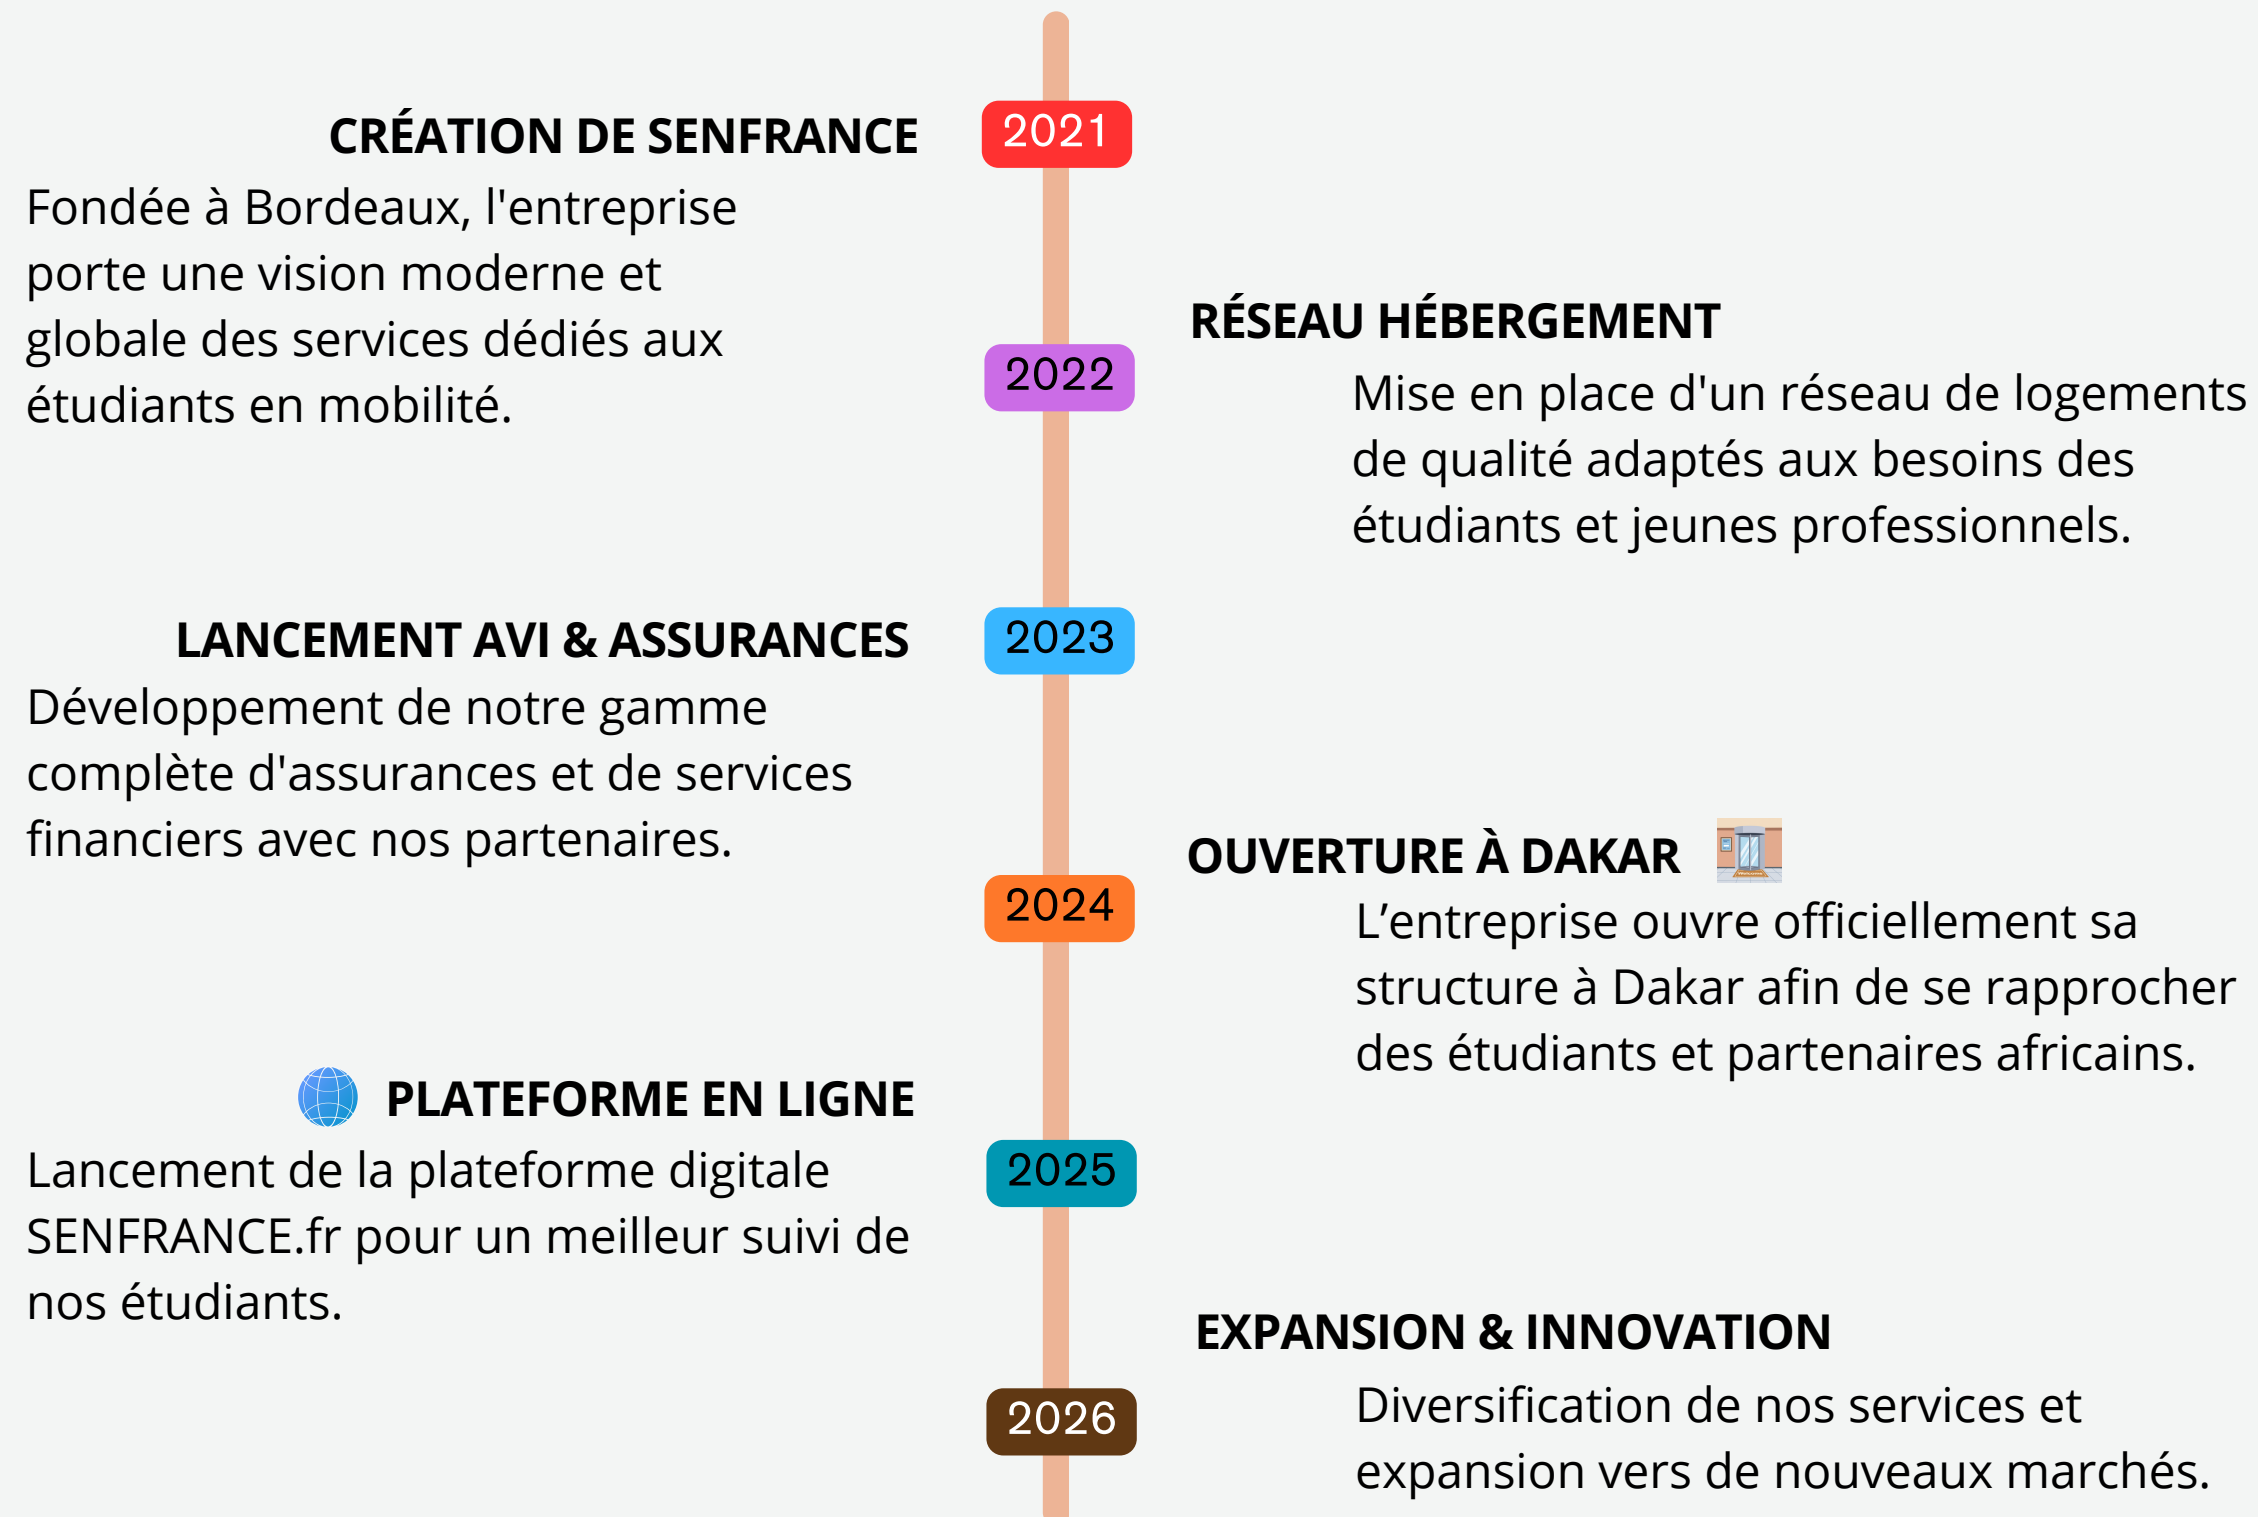 2021
CRÉATION DE SENFRANCE
Fondée à Bordeaux, l'entreprise
porte une vision moderne et
globale des services dédiés aux
étudiants en mobilité.
2022
RÉSEAU HÉBERGEMENT
Mise en place d'un réseau de logements
de qualité adaptés aux besoins des
étudiants et jeunes professionnels.
2023
LANCEMENT AVI & ASSURANCES
Développement de notre gamme
complète d'assurances et de services
financiers avec nos partenaires.
2024
OUVERTURE À DAKAR
L’entreprise ouvre officiellement sa
structure à Dakar afin de se rapprocher
des étudiants et partenaires africains.
2025
PLATEFORME EN LIGNE
Lancement de la plateforme digitale
SENFRANCE.fr pour un meilleur suivi de
nos étudiants.
2026
EXPANSION & INNOVATION
Diversification de nos services et
expansion vers de nouveaux marchés.